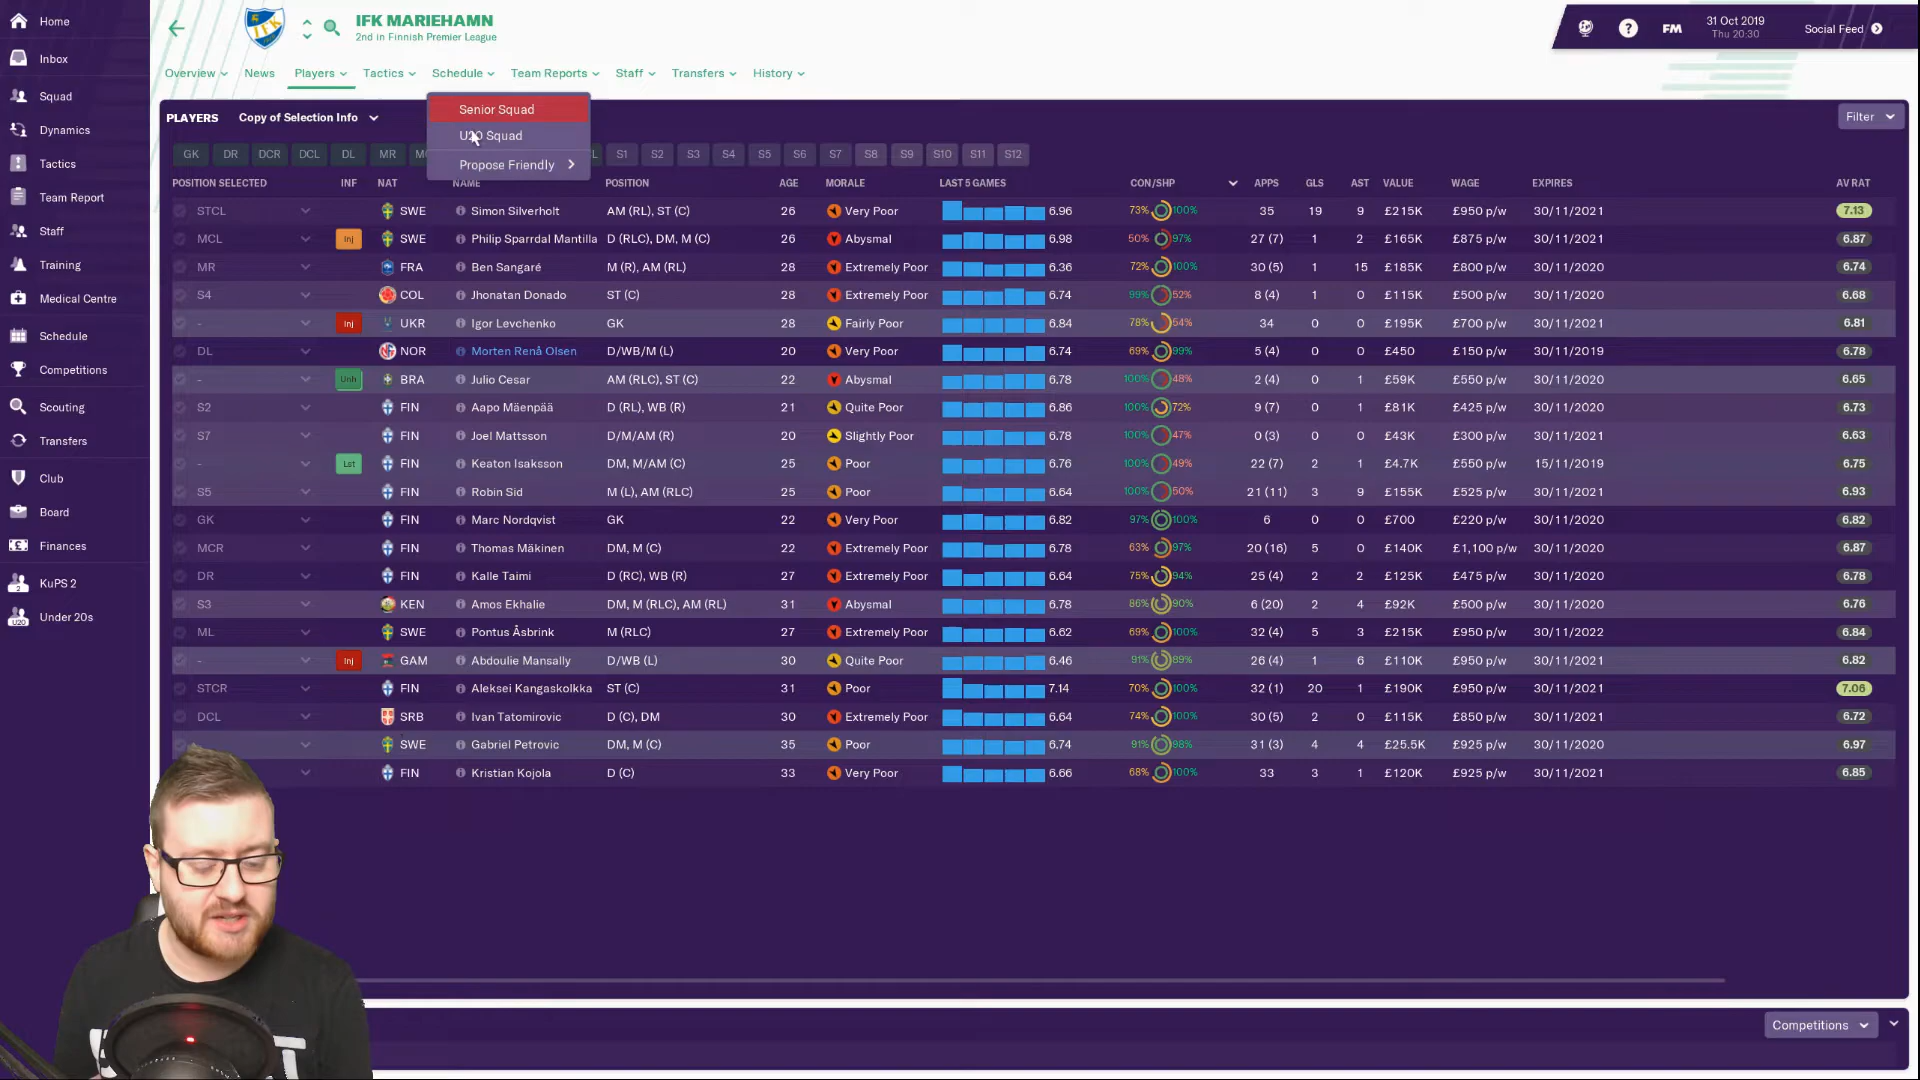 Home
Inbox
Squad
Dynamics
Tactics
Team Report
Staff
Training
Medical Centre
Schedule
Competitions
Scouting
Transfers
Club
Board
Finances
KuPS 2
Under 20s
IFK MARIEHAMN
2nd in Finnish Premier League
? FM 31 Oct 2019 Social Feed
Thu 20:30
Overview News Players Tactics Schedule Team Reports Staff Transfers History
Senior Squad
U20 Squad
Propose Friendly
PLAYERS Copy of Selection Info Filter
GK DR DCR DCL DL MR S1 S2 S3 S4 S5 S6 S7 S8 S9 S10 S11 S12
POSITION SELECTED INF NAT NAME POSITION AGE MORALE LAST 5 GAMES CON/SHP APPS GLS AST VALUE WAGE EXPIRES AV RAT
STCL SWE Simon Silverholt AM (RL), ST (C) 26 Very Poor 6.96 73% 100% 35 19 9 £215K £950 p/w 30/11/2021 7.13
MCL Inj SWE Philip Sparrdal Mantilla D (RLC), DM, M (C) 26 Abysmal 6.98 50% 97% 27 (7) 1 2 £165K £875 p/w 30/11/2021 6.87
MR FRA Ben Sangaré M (R), AM (RL) 28 Extremely Poor 6.36 72% 100% 30 (5) 1 15 £185K £800 p/w 30/11/2020 6.74
S4 COL Jhonatan Donado ST (C) 28 Extremely Poor 6.74 99% 52% 8 (4) 1 0 £115K £500 p/w 30/11/2020 6.68
- Inj UKR Igor Levchenko GK 28 Fairly Poor 6.84 78% 54% 34 0 0 £195K £700 p/w 30/11/2021 6.81
DL NOR Morten Renå Olsen D/WB/M (L) 20 Very Poor 6.74 69% 99% 5 (4) 0 0 £450 £150 p/w 30/11/2019 6.78
- Unh BRA Julio Cesar AM (RLC), ST (C) 22 Abysmal 6.78 100% 48% 2 (4) 0 1 £59K £550 p/w 30/11/2020 6.65
S2 FIN Aapo Mäenpää D (RL), WB (R) 21 Quite Poor 6.86 100% 72% 9 (7) 0 1 £81K £425 p/w 30/11/2020 6.73
S7 FIN Joel Mattsson D/M/AM (R) 20 Slightly Poor 6.78 100% 47% 0 (3) 0 0 £43K £300 p/w 30/11/2021 6.63
- Lst FIN Keaton Isaksson DM, M/AM (C) 25 Poor 6.76 100% 49% 22 (7) 2 1 £4.7K £550 p/w 15/11/2019 6.75
S5 FIN Robin Sid M (L), AM (RLC) 25 Poor 6.64 100% 50% 21 (11) 3 9 £155K £525 p/w 30/11/2021 6.93
GK FIN Marc Nordqvist GK 22 Very Poor 6.82 97% 100% 6 0 0 £700 £220 p/w 30/11/2020 6.82
MCR FIN Thomas Mäkinen DM, M (C) 22 Extremely Poor 6.78 63% 97% 20 (16) 5 0 £140K £1,100 p/w 30/11/2020 6.87
DR FIN Kalle Taimi D (RC), WB (R) 27 Extremely Poor 6.64 75% 94% 25 (4) 2 2 £125K £475 p/w 30/11/2020 6.78
S3 KEN Amos Ekhalie DM, M (RLC), AM (RL) 31 Abysmal 6.78 86% 90% 6 (20) 2 4 £92K £500 p/w 30/11/2020 6.76
ML SWE Pontus Åsbrink M (RLC) 27 Extremely Poor 6.62 69% 100% 32 (4) 5 3 £215K £950 p/w 30/11/2022 6.84
- Inj GAM Abdoulie Mansally D/WB (L) 30 Quite Poor 6.46 91% 89% 26 (4) 1 6 £110K £950 p/w 30/11/2021 6.82
STCR FIN Aleksei Kangaskolkka ST (C) 31 Poor 7.14 70% 100% 32 (1) 20 1 £190K £950 p/w 30/11/2021 7.06
DCL SRB Ivan Tatomirovic D (C), DM 30 Extremely Poor 6.64 74% 100% 30 (5) 2 0 £115K £850 p/w 30/11/2021 6.72
SWE Gabriel Petrovic DM, M (C) 35 Poor 6.74 91% 98% 31 (3) 4 4 £25.5K £925 p/w 30/11/2020 6.97
FIN Kristian Kojola D (C) 33 Very Poor 6.66 68% 100% 33 3 1 £120K £925 p/w 30/11/2021 6.85
Competitions